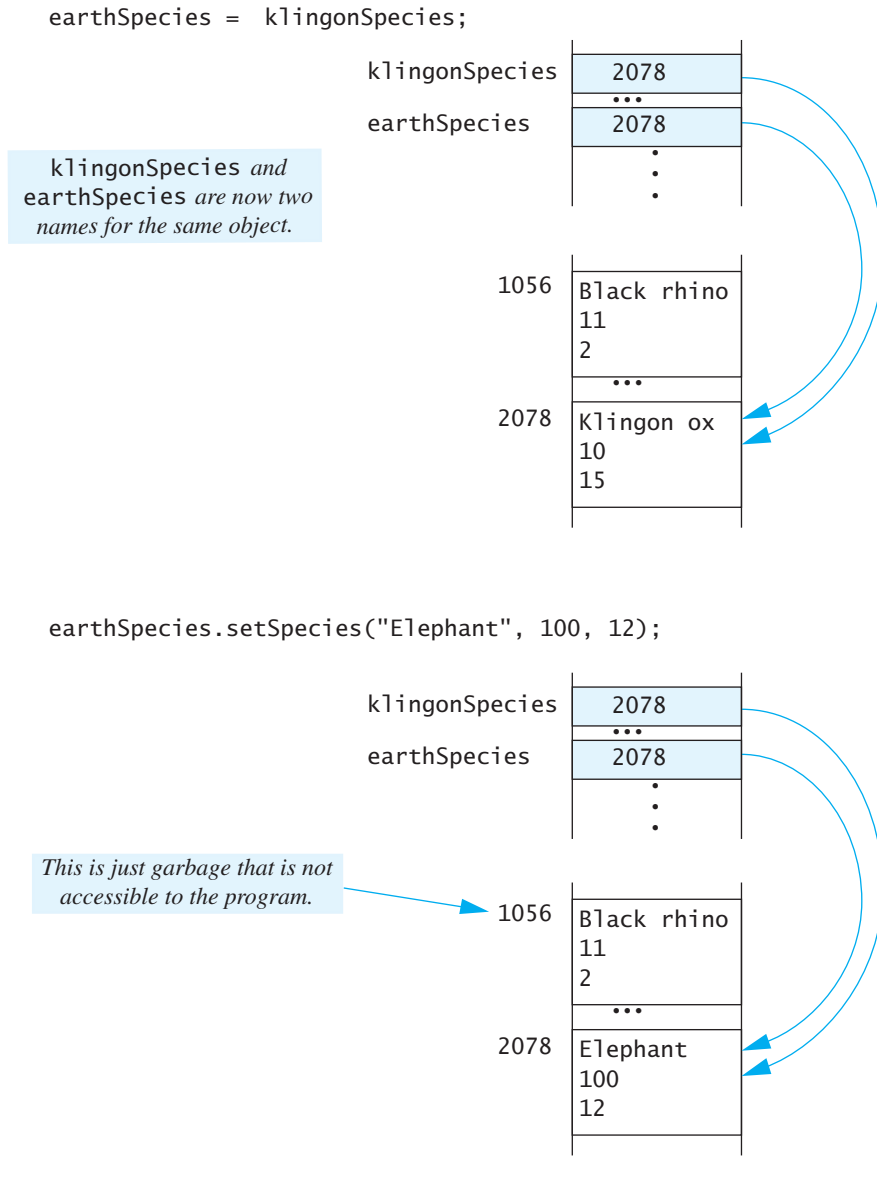 earthSpecies = klingonSpecies;
klingonSpecies 2078
...
earthSpecies 2078
klingonSpecies and
earthSpecies are now two
names for the same object.
1056 Black rhino
11
2
...
2078 Klingon ox
10
15
earthSpecies.setSpecies("Elephant", 100, 12);
klingonSpecies 2078
...
earthSpecies 2078
This is just garbage that is not
accessible to the program.
1056 Black rhino
11
2
...
2078 Elephant
100
12